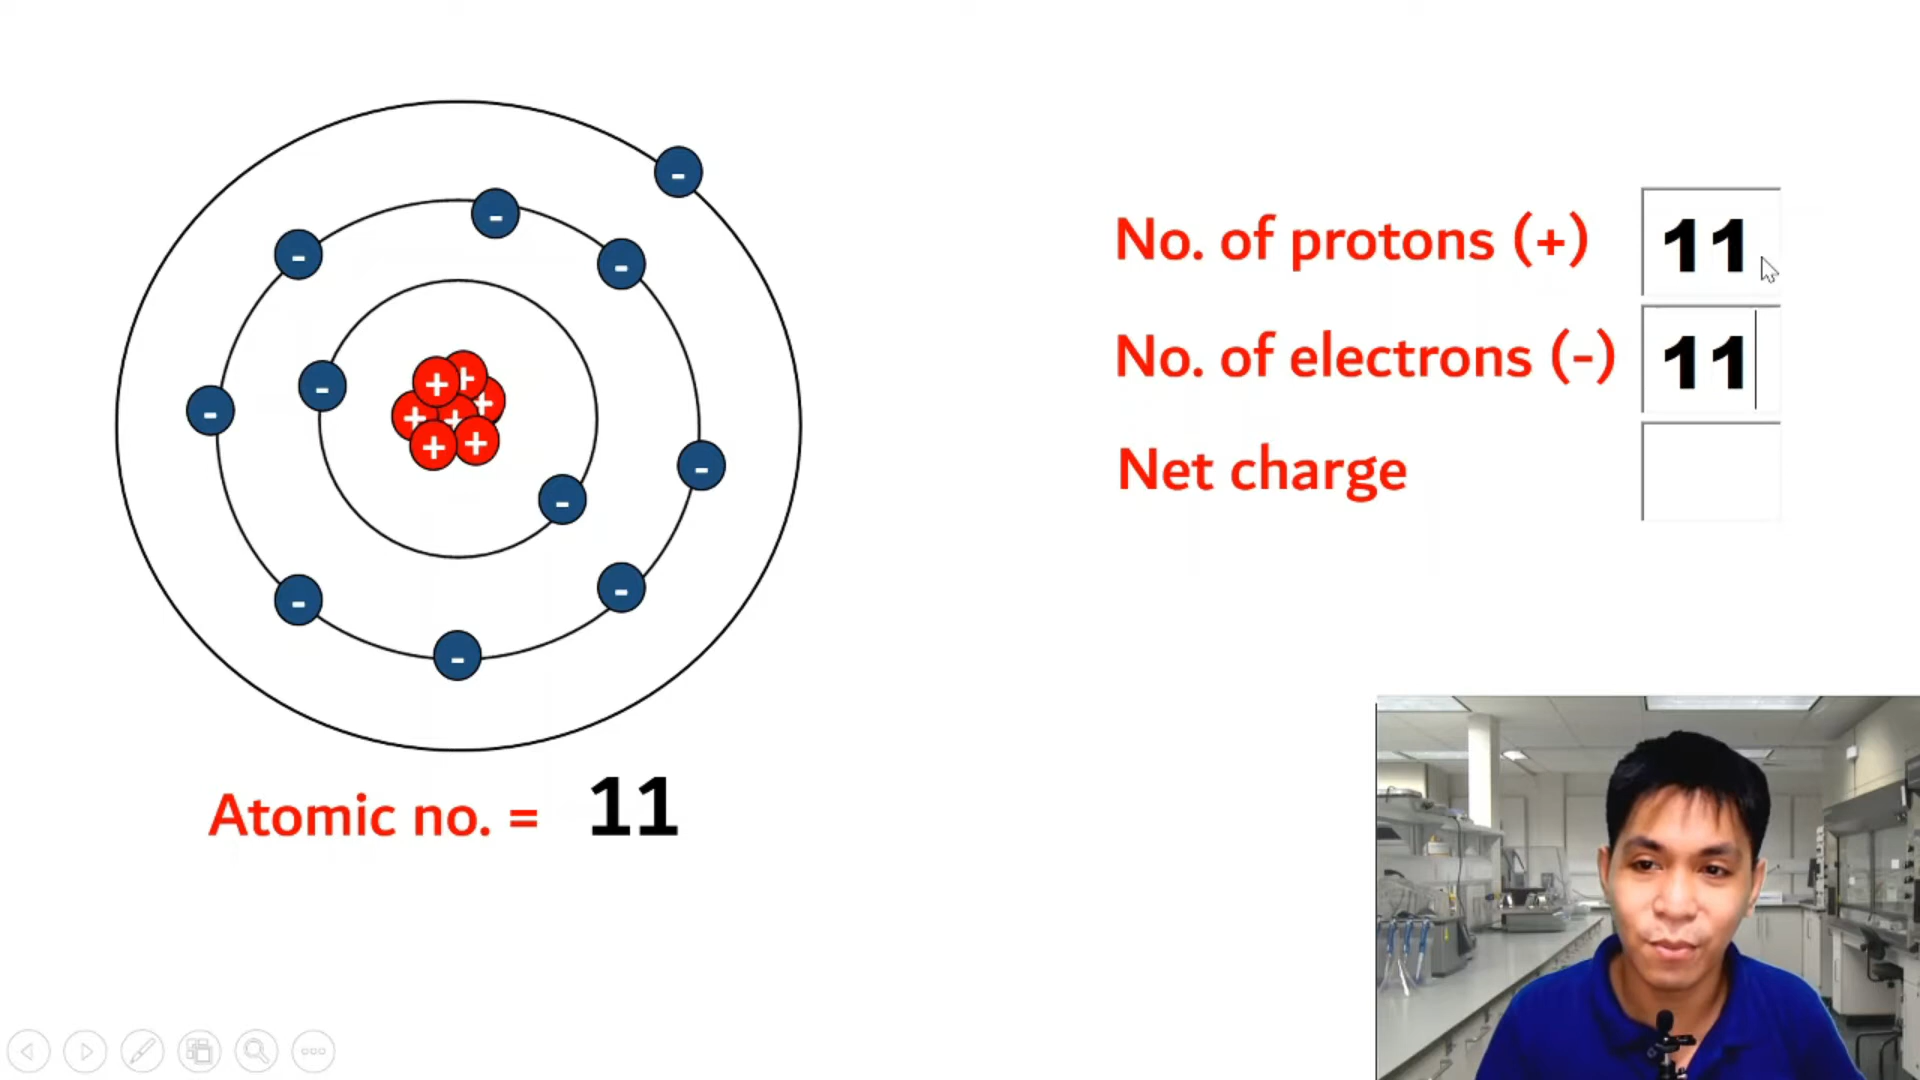 No. of protons (+) 11
No. of electrons (-) 11
Net charge
Atomic no. = 11